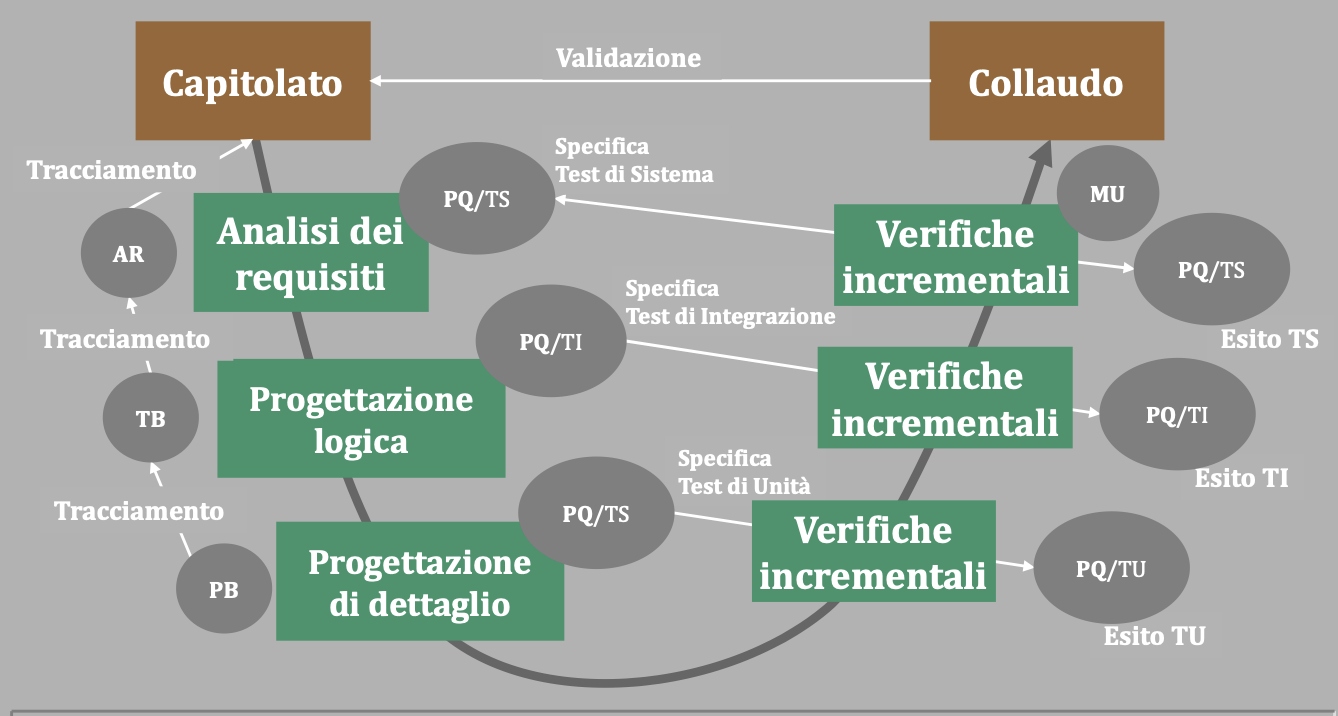 Capitolato
Validazione
Collaudo
Tracciamento
Specifica
Test di Sistema
PQ/TS
MU
Analisi dei
requisiti
AR
Verifiche
incrementali
PQ/TS
Esito TS
Specifica
Test di Integrazione
Tracciamento
PQ/TI
Progettazione
logica
TB
Verifiche
incrementali
PQ/TI
Esito TI
Specifica
Test di Unità
Tracciamento
PQ/TS
Progettazione
di dettaglio
PB
Verifiche
incrementali
PQ/TU
Esito TU